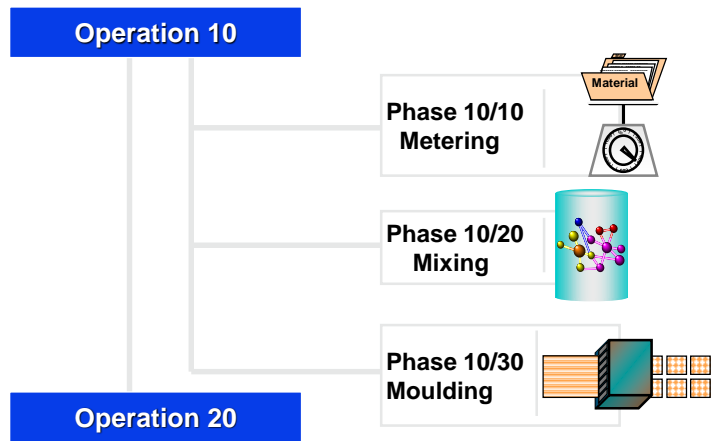 Operation 10
Material
Phase 10/10
Metering
Phase 10/20
Mixing
Phase 10/30
Moulding
Operation 20